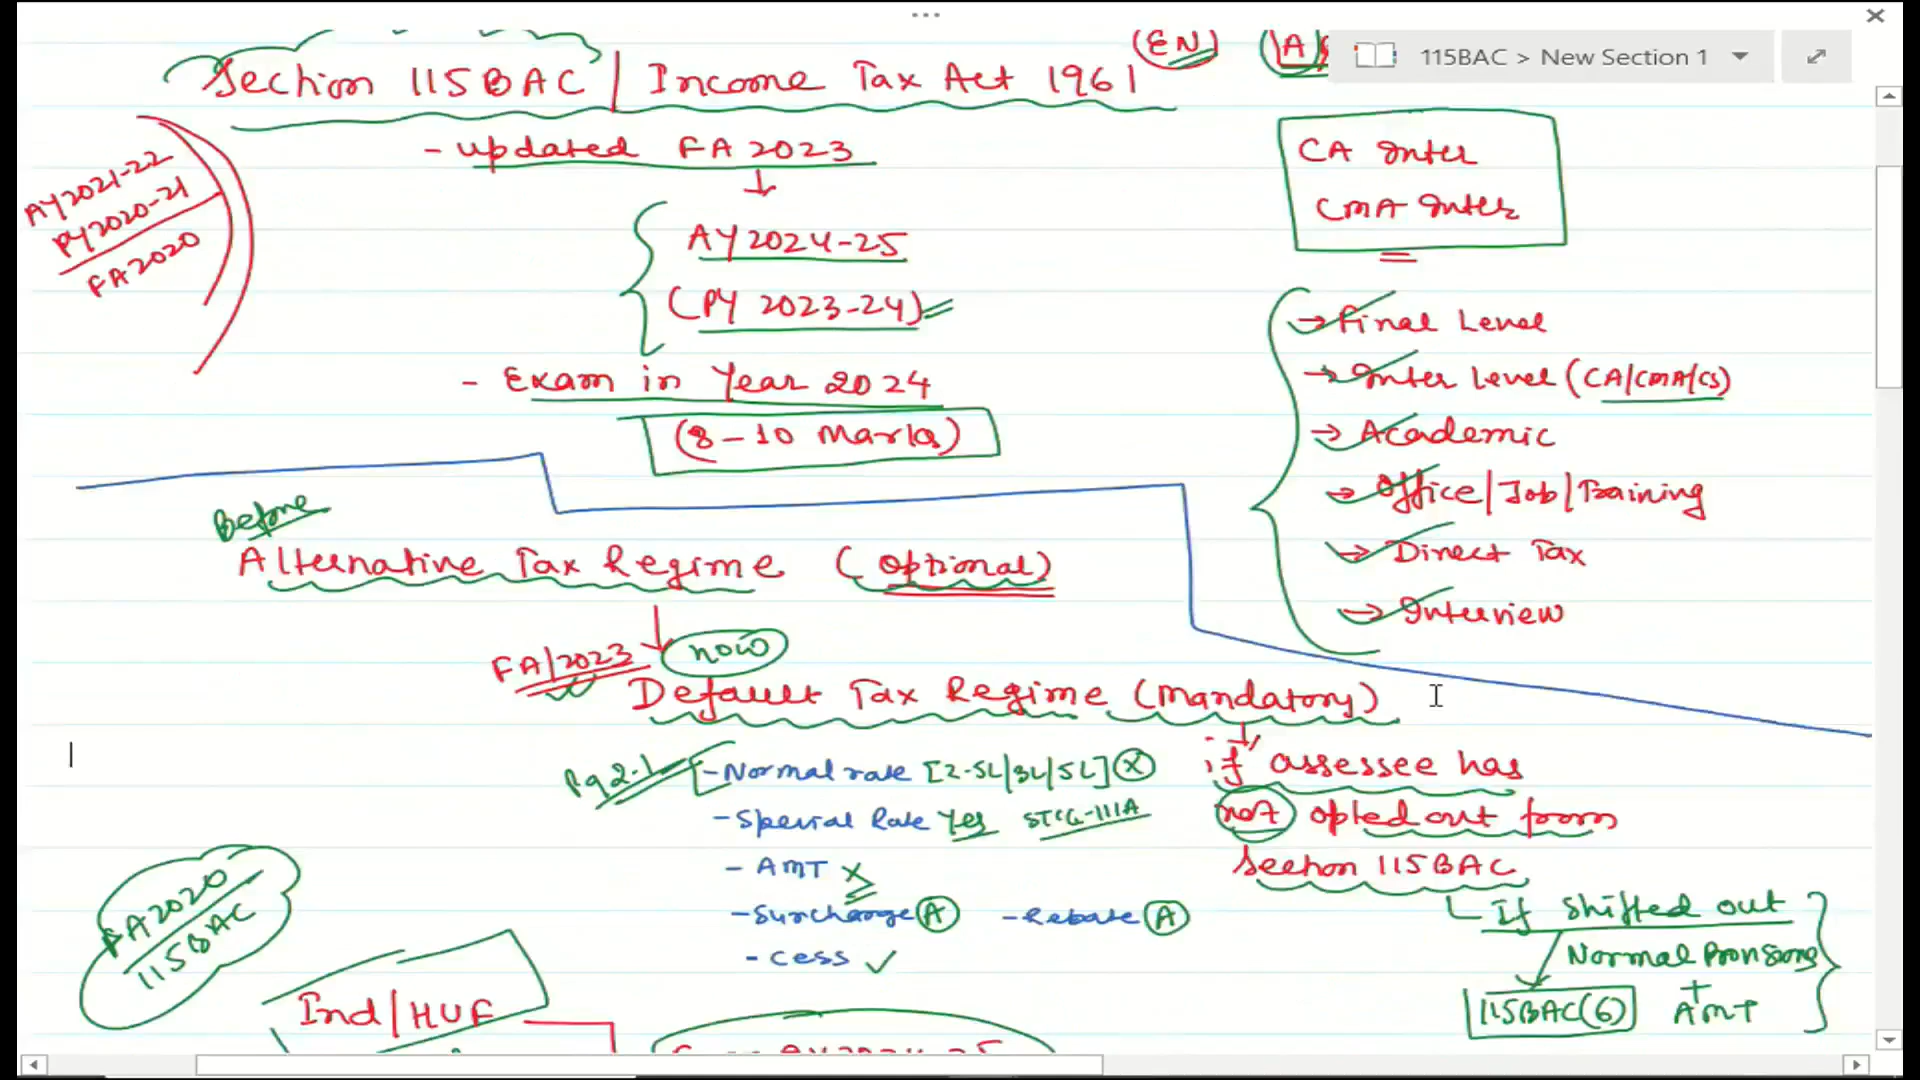 115BAC > New Section 1
Section 115BAC | Income Tax Act 1961
(EN)
- updated FA 2023
AY 2021-22
PY 2020-21
FA 2020
AY 2024-25
(PY 2023-24)
- Exam in Year 2024
(8-10 Marks)
CA Inter
CMA Inter
→ Final Level
→ Inter Level (CA/CMA/CS)
→ Academic
→ Office/Job/Training
→ Direct Tax
→ Interview
Before
Alternative Tax Regime (optional)
FA/2023 now
Default Tax Regime (Mandatory)
Pg 2.1
- Normal rate [2.5L/3L/5L] (X)
- Special Rate Yes STCG-111A
- AMT X
- Surcharge (A) - Rebate (A)
- Cess ✓
if assessee has
not opted out from
Section 115BAC
If Shifted out
Normal Provisions
+
115BAC(6) AMT
FA 2020
115BAC
Ind/HUF